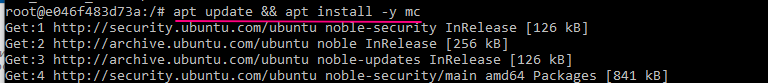 root@e046f483d73a:/# apt update && apt install -y mc
Get:1 http://security.ubuntu.com/ubuntu noble-security InRelease [126 kB]
Get:2 http://archive.ubuntu.com/ubuntu noble InRelease [256 kB]
Get:3 http://archive.ubuntu.com/ubuntu noble-updates InRelease [126 kB]
Get:4 http://security.ubuntu.com/ubuntu noble-security/main amd64 Packages [841 kB]